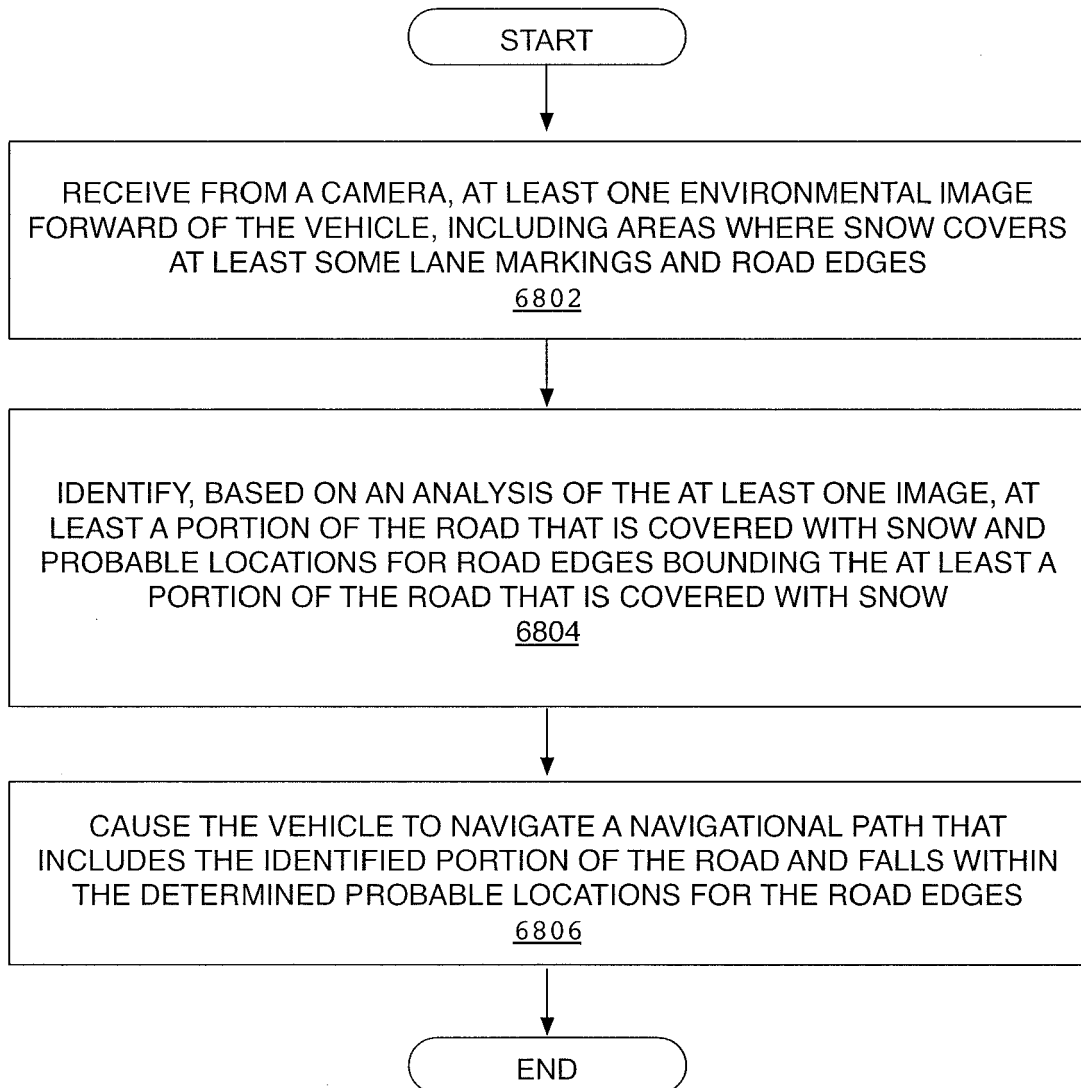 START
RECEIVE FROM A CAMERA, AT LEAST ONE ENVIRONMENTAL IMAGE
FORWARD OF THE VEHICLE, INCLUDING AREAS WHERE SNOW COVERS
AT LEAST SOME LANE MARKINGS AND ROAD EDGES
6802
IDENTIFY, BASED ON AN ANALYSIS OF THE AT LEAST ONE IMAGE, AT
LEAST A PORTION OF THE ROAD THAT IS COVERED WITH SNOW AND
PROBABLE LOCATIONS FOR ROAD EDGES BOUNDING THE AT LEAST A
PORTION OF THE ROAD THAT IS COVERED WITH SNOW
6804
CAUSE THE VEHICLE TO NAVIGATE A NAVIGATIONAL PATH THAT
INCLUDES THE IDENTIFIED PORTION OF THE ROAD AND FALLS WITHIN
THE DETERMINED PROBABLE LOCATIONS FOR THE ROAD EDGES
6806
END